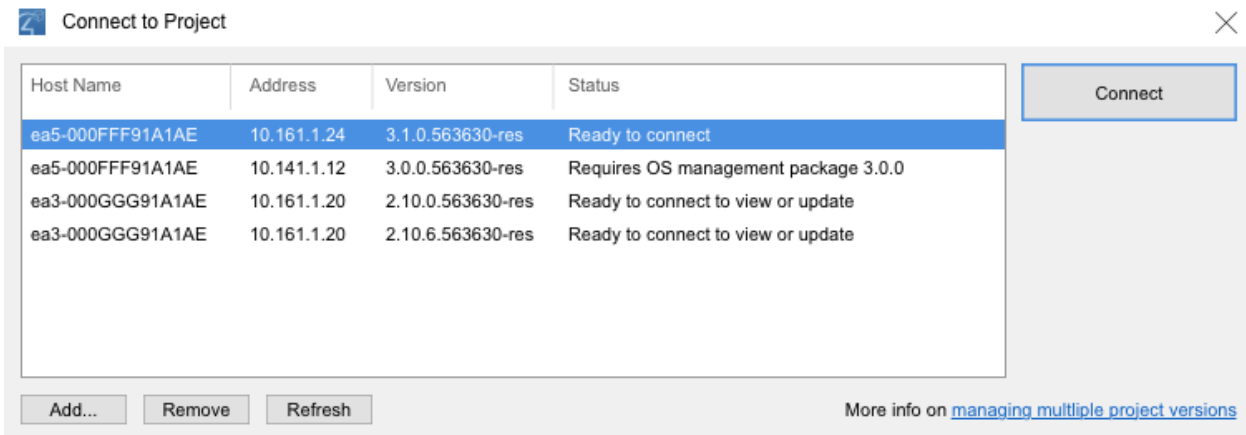 Connect to Project
Host Name Address Version Status
Connect
ea5-000FFF91A1AE 10.161.1.24 3.1.0.563630-res Ready to connect
ea5-000FFF91A1AE 10.141.1.12 3.0.0.563630-res Requires OS management package 3.0.0
ea3-000GGG91A1AE 10.161.1.20 2.10.0.563630-res Ready to connect to view or update
ea3-000GGG91A1AE 10.161.1.20 2.10.6.563630-res Ready to connect to view or update
Add... Remove Refresh More info on managing multliple project versions